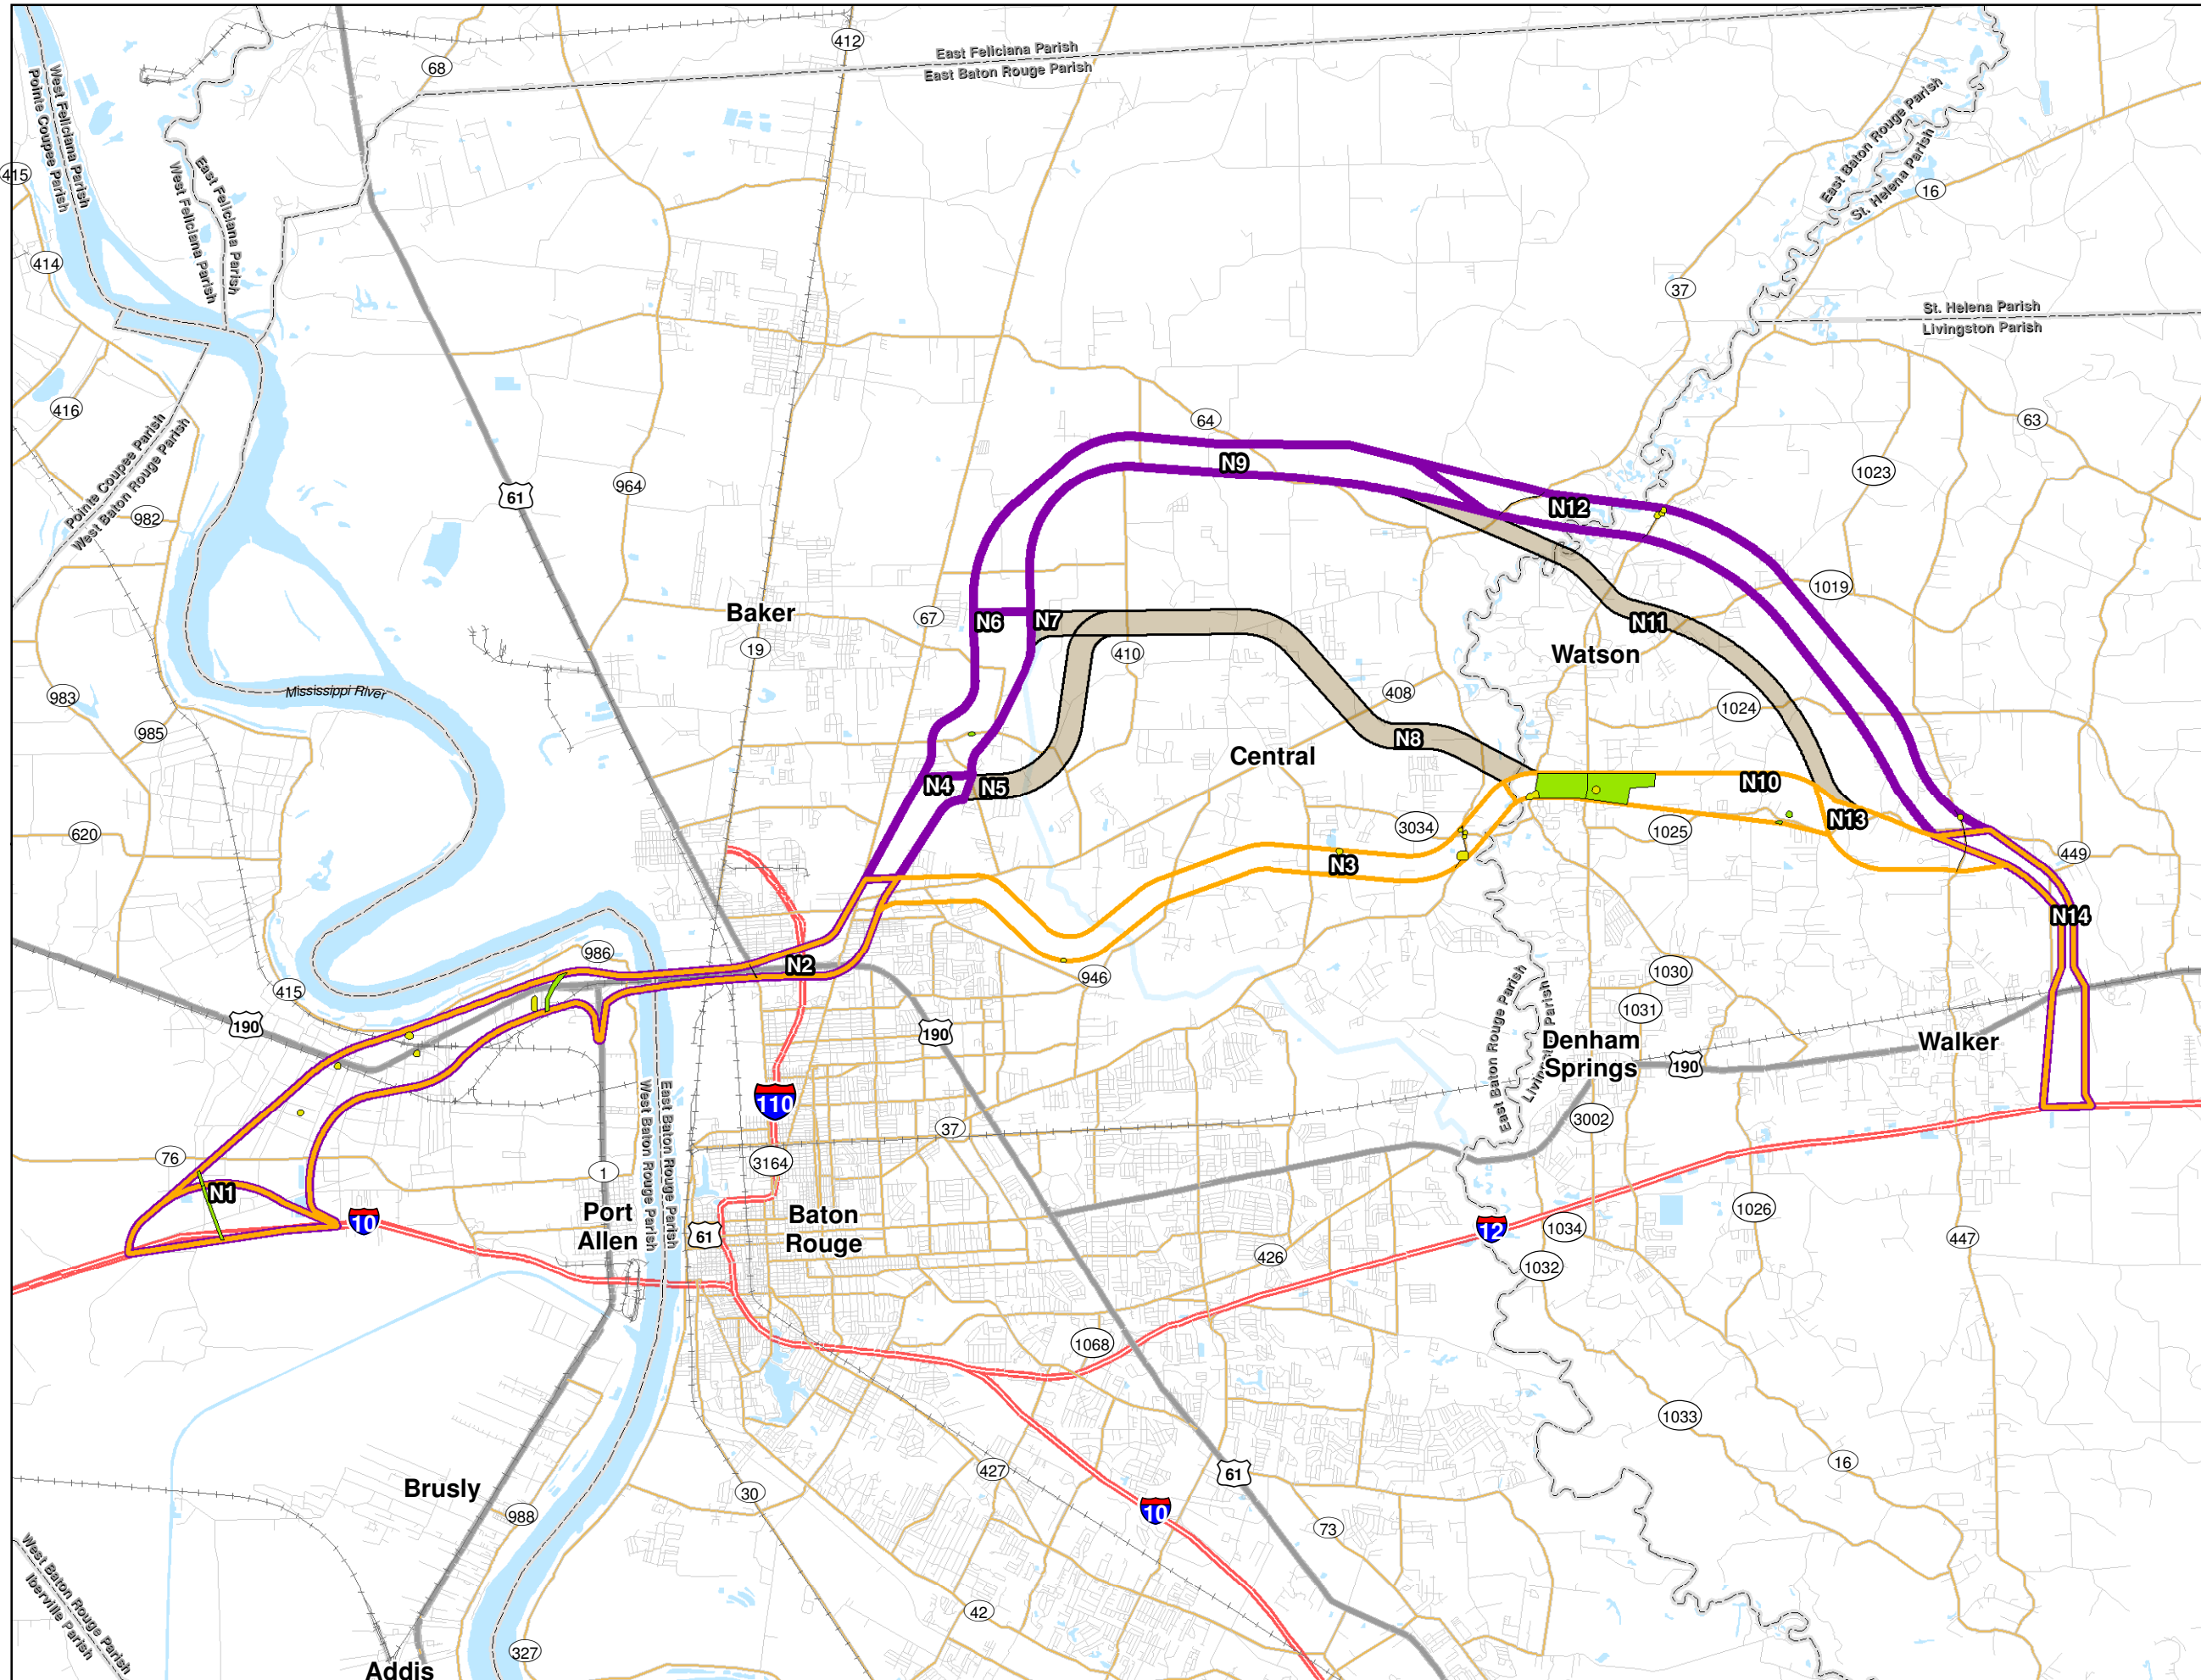 412
68
East Feliciana Parish
East Baton Rouge Parish
West Feliciana Parish
Pointe Coupee Parish
East Feliciana Parish
West Feliciana Parish
East Baton Rouge Parish
St. Helena Parish
415
16
414
37
St. Helena Parish
Livingston Parish
416
64
63
Pointe Coupee Parish
West Baton Rouge Parish
N9
1023
964
61
N12
982
1019
Baker
67
N6
N7
N11
19
410
Watson
Mississippi River
983
408
1024
985
N8
Central
N4
N5
N10
620
3034
1025
N13
N3
449
N14
986
N2
946
1030
415
1031
190
190
East Baton Rouge Parish
Livingston Parish
Denham
Springs
190
Walker
West Baton Rouge Parish
East Baton Rouge Parish
110
37
3002
76
3164
1
N1
10
Port
Allen
61
Baton
Rouge
12
1034
1026
447
426
1032
1068
1033
16
427
61
Brusly
30
10
988
73
West Baton Rouge Parish
Iberville Parish
42
327
Addis